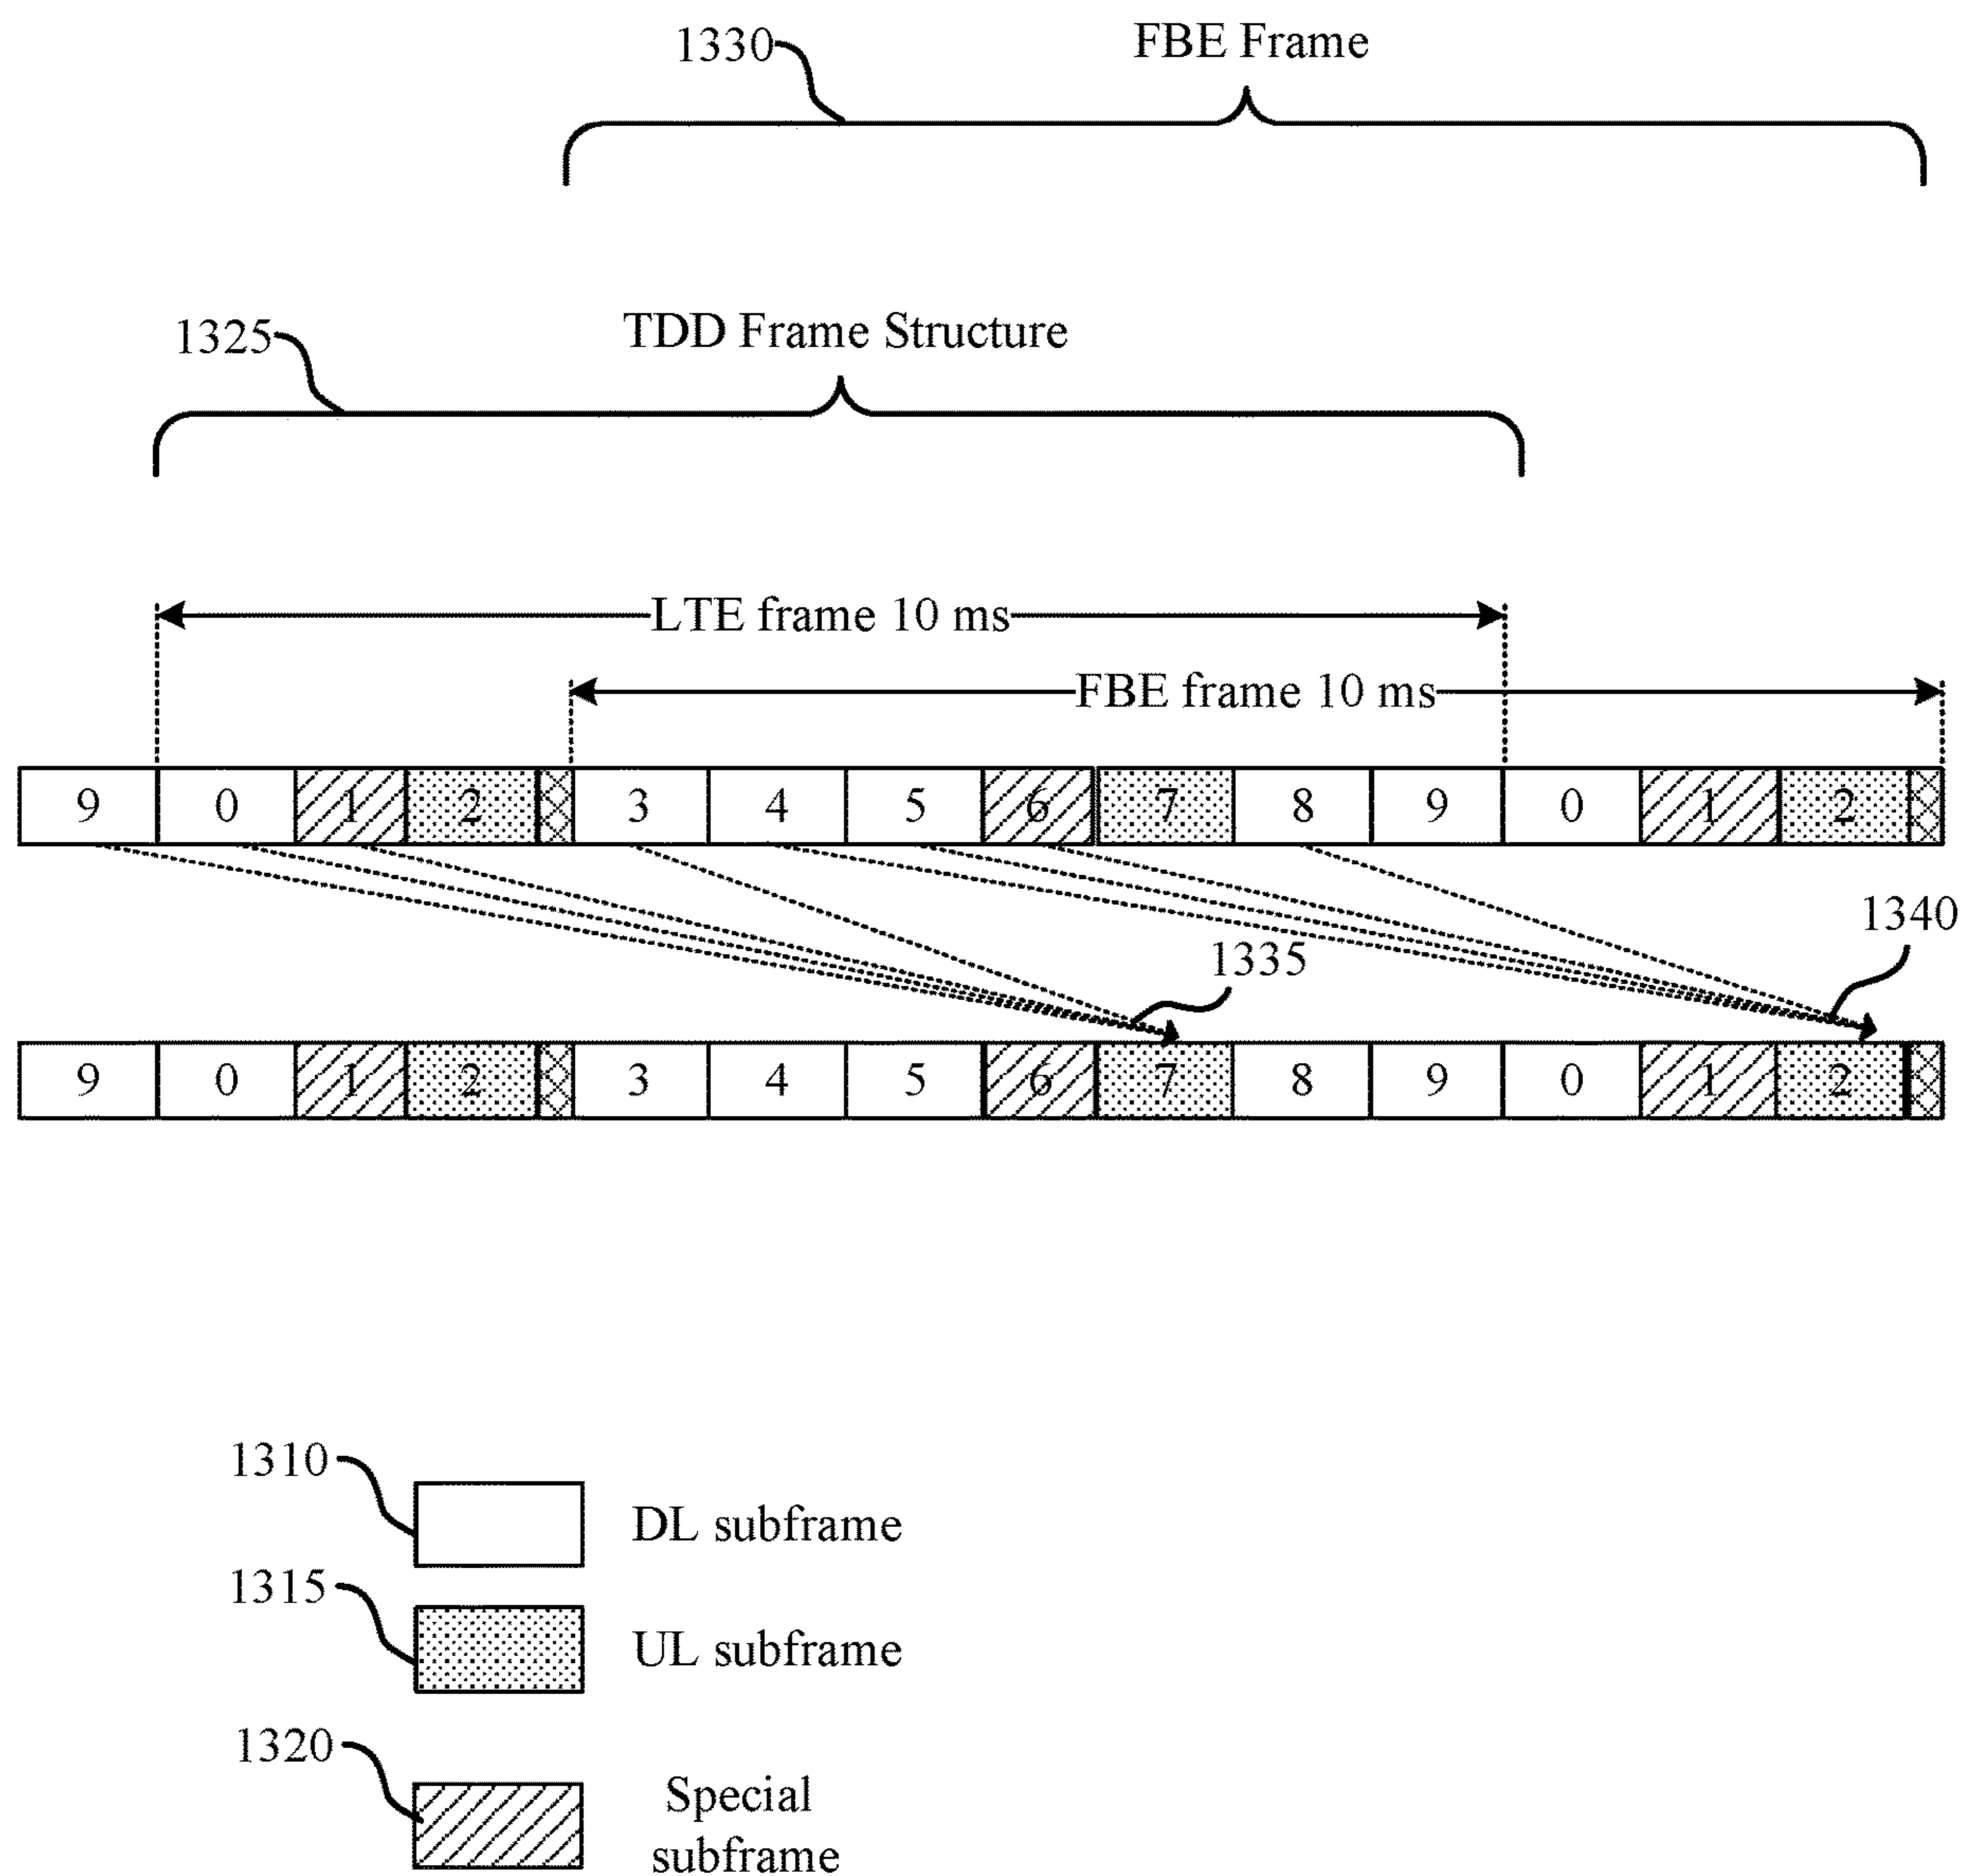 1330
FBE Frame
1325
TDD Frame Structure
LTE frame 10 ms
FBE frame 10 ms
9 0 1 2 3 4 5 6 7 8 9 0 1 2
1340
1335
9 0 1 2 3 4 5 6 7 8 9 0 1 2
1310
DL subframe
1315
UL subframe
1320
Special
subframe